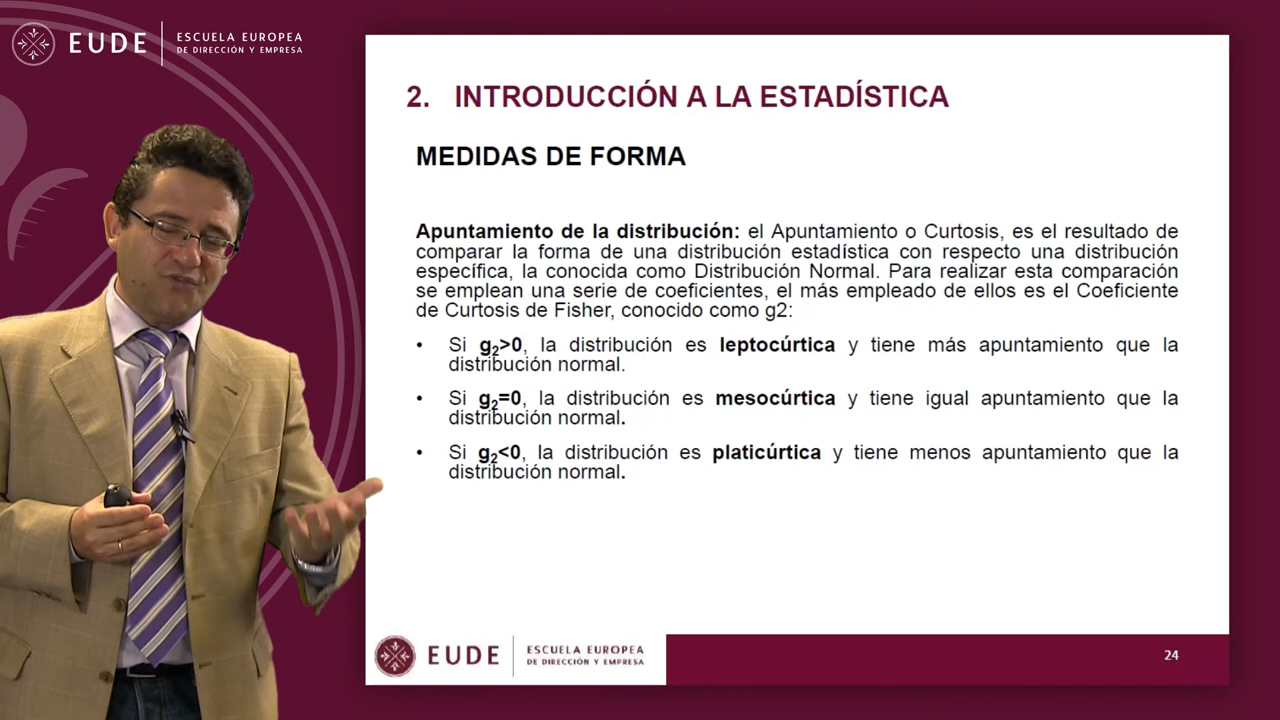 EUDE
ESCUELA EUROPEA
DE DIRECCIÓN Y EMPRESA
2. INTRODUCCIÓN A LA ESTADÍSTICA
MEDIDAS DE FORMA
Apuntamiento de la distribución: el Apuntamiento o Curtosis, es el resultado de
comparar la forma de una distribución estadística con respecto una distribución
específica, la conocida como Distribución Normal. Para realizar esta comparación
se emplean una serie de coeficientes, el más empleado de ellos es el Coeficiente
de Curtosis de Fisher, conocido como g2:
• Si g₂>0, la distribución es leptocúrtica y tiene más apuntamiento que la
distribución normal.
• Si g₂=0, la distribución es mesocúrtica y tiene igual apuntamiento que la
distribución normal.
• Si g₂<0, la distribución es platicúrtica y tiene menos apuntamiento que la
distribución normal.
EUDE
ESCUELA EUROPEA
DE DIRECCIÓN Y EMPRESA
24